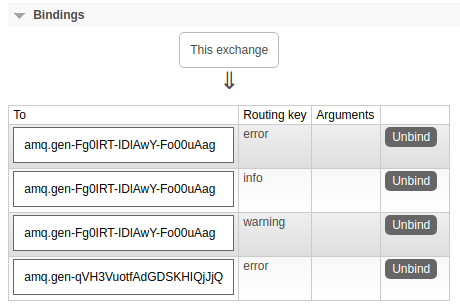 Bindings
This exchange
⇓
To Routing key Arguments
amq.gen-Fg0IRT-IDlAwY-Fo00uAag error Unbind
amq.gen-Fg0IRT-IDlAwY-Fo00uAag info Unbind
amq.gen-Fg0IRT-IDlAwY-Fo00uAag warning Unbind
amq.gen-qVH3VuotfAdGDSKHIQjJjQ error Unbind